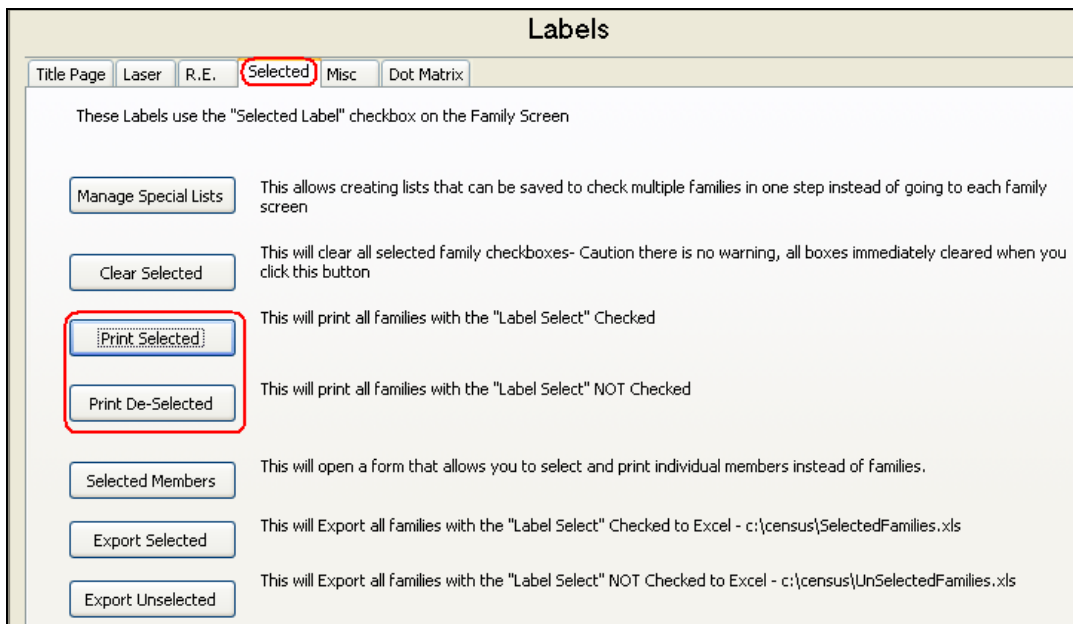 Labels
Title Page Laser R.E. Selected Misc Dot Matrix
These Labels use the "Selected Label" checkbox on the Family Screen
Manage Special Lists
This allows creating lists that can be saved to check multiple families in one step instead of going to each family
screen
Clear Selected
This will clear all selected family checkboxes- Caution there is no warning, all boxes immediately cleared when you
click this button
Print Selected
This will print all families with the "Label Select" Checked
Print De-Selected
This will print all families with the "Label Select" NOT Checked
Selected Members
This will open a form that allows you to select and print individual members instead of families.
Export Selected
This will Export all families with the "Label Select" Checked to Excel - c:\census\SelectedFamilies.xls
Export Unselected
This will Export all families with the "Label Select" NOT Checked to Excel - c:\census\UnSelectedFamilies.xls